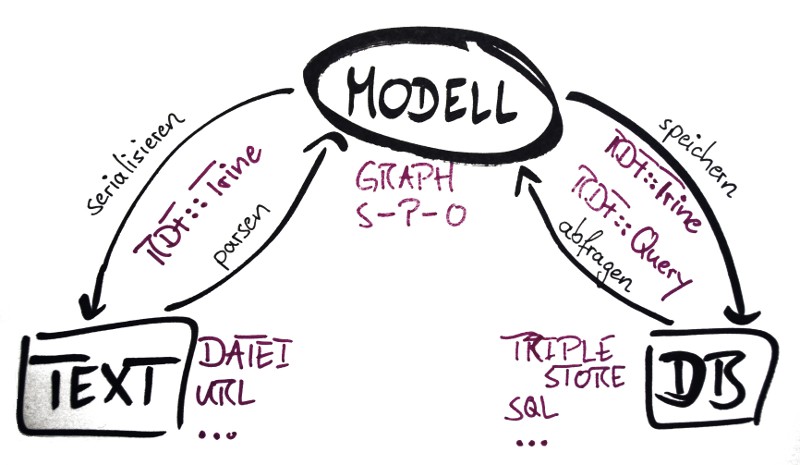 MODELL
GRAPH
S-P-O
serialisieren
RDF::Trine
parsen
speichern
RDF::Trine
RDF::Query
abfragen
TEXT
DATEI
URL
...
TRIPLE
STORE
SQL
...
DB